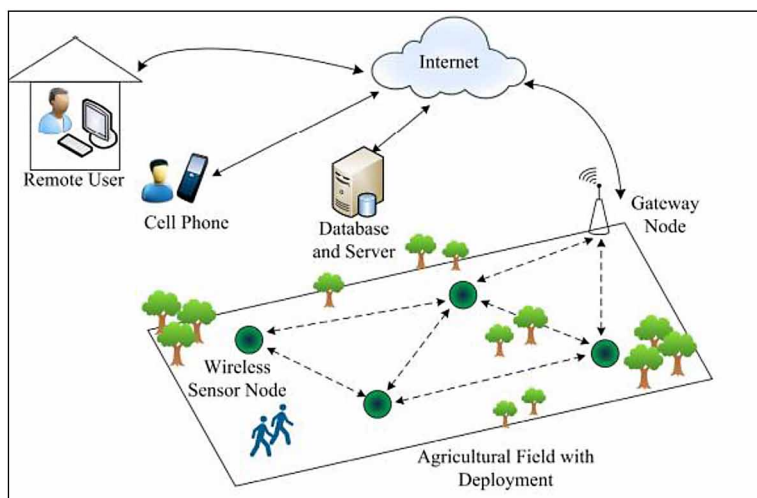 Internet
Remote User
Cell Phone
Database
and Server
Gateway
Node
Wireless
Sensor Node
Agricultural Field with
Deployment